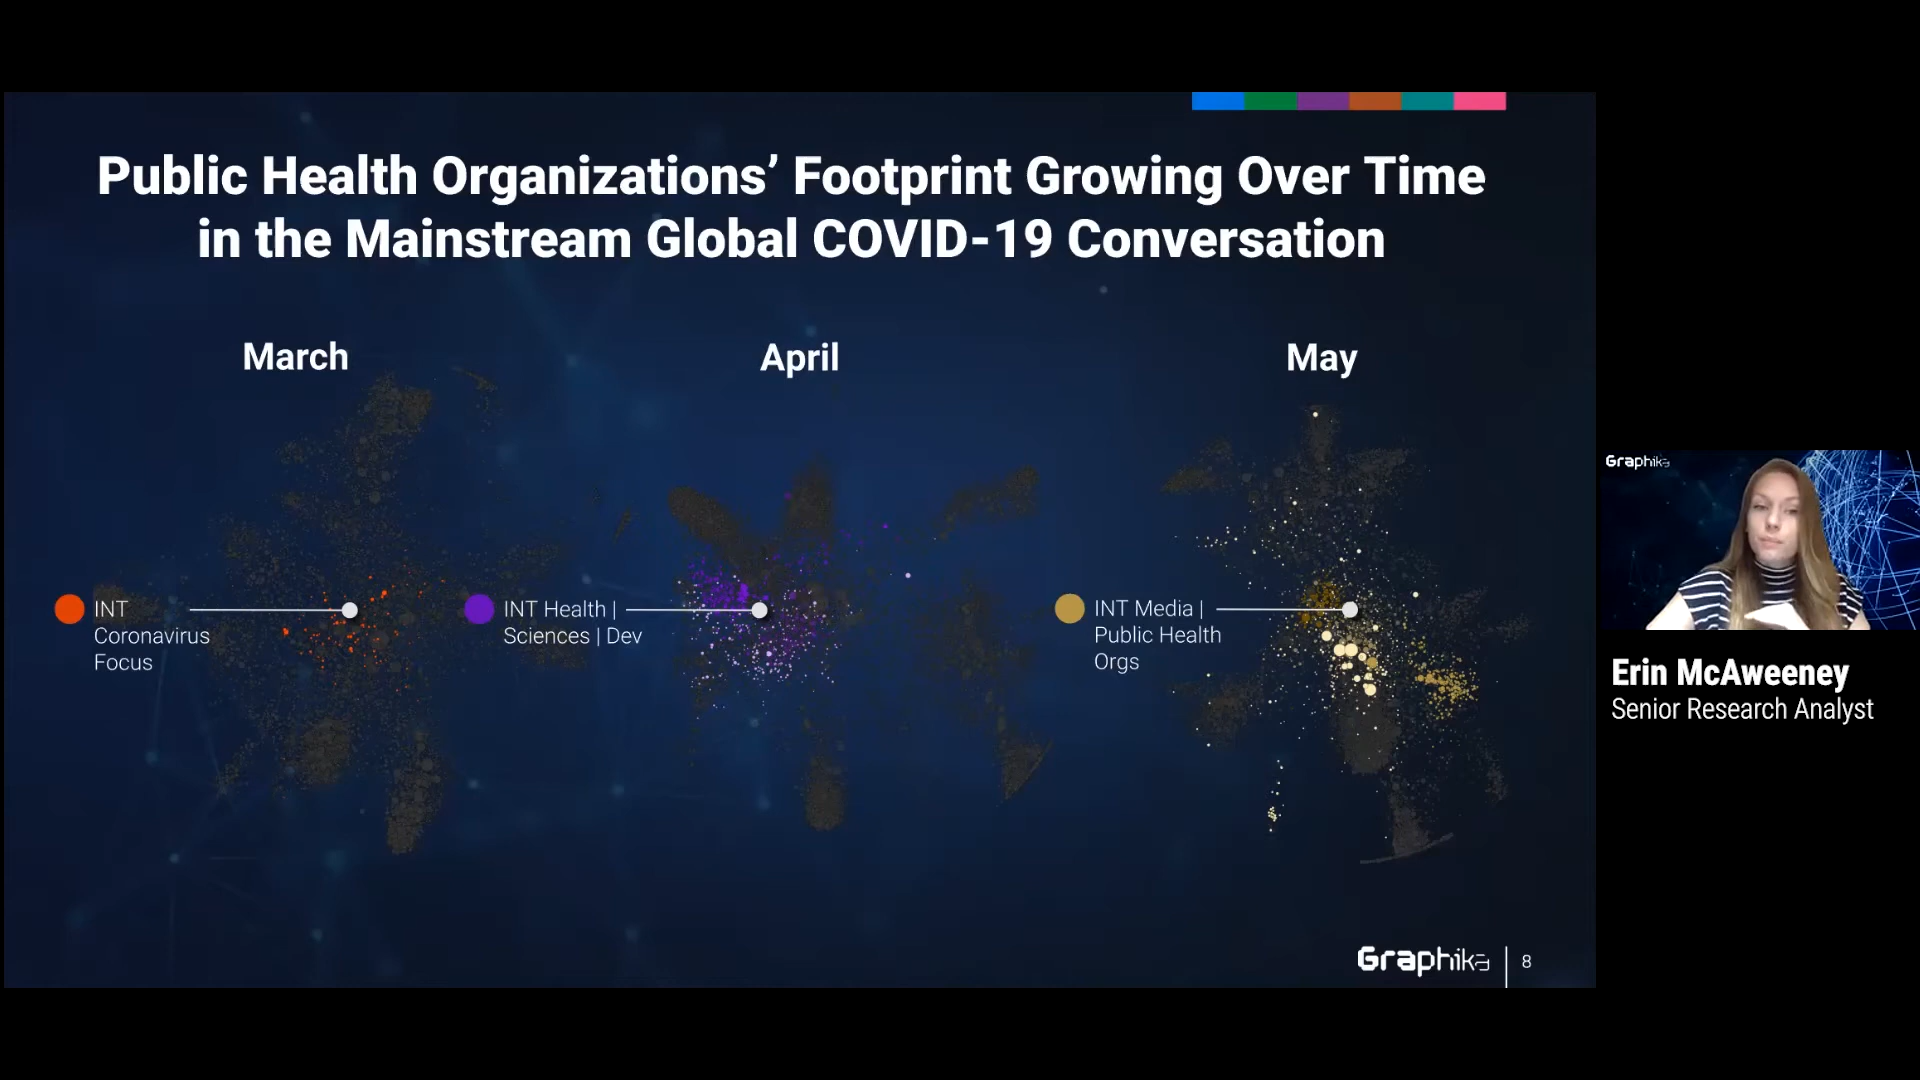 Public Health Organizations’ Footprint Growing Over Time
in the Mainstream Global COVID-19 Conversation
March
April
May
INT
Coronavirus
Focus
INT Health |
Sciences | Dev
INT Media |
Public Health
Orgs
Graphika
8
Graphika
Erin McAweeney
Senior Research Analyst